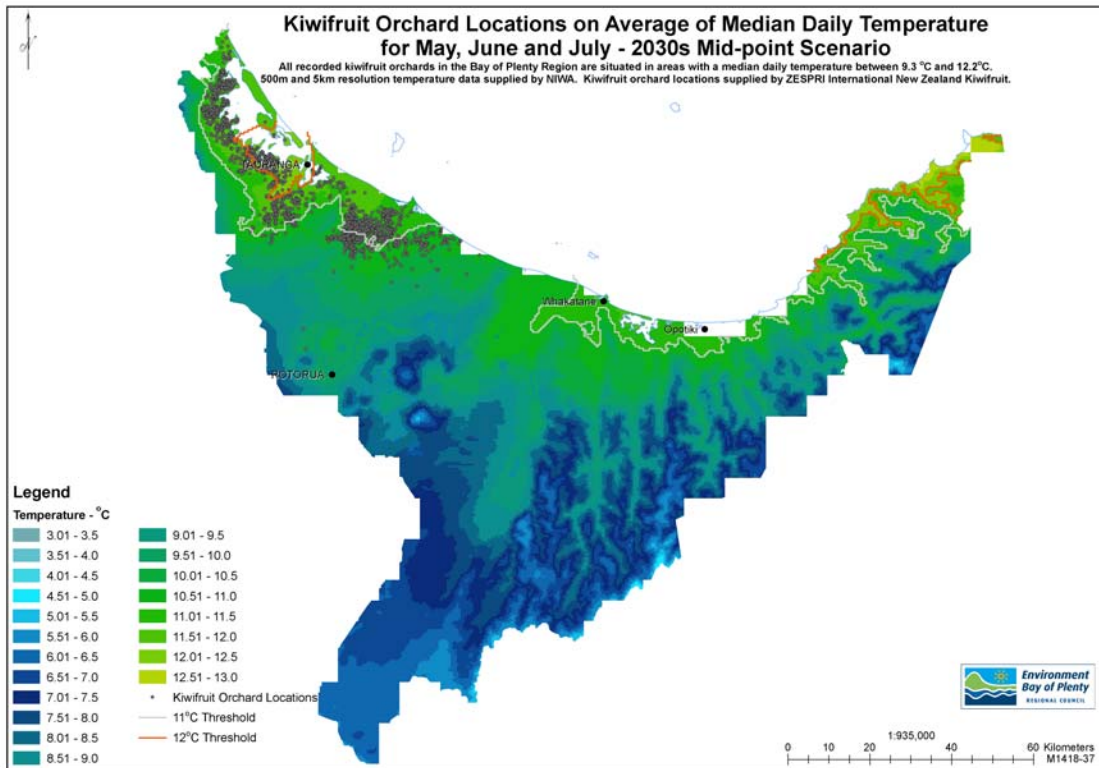 Kiwifruit Orchard Locations on Average of Median Daily Temperature
for May, June and July - 2030s Mid-point Scenario
All recorded kiwifruit orchards in the Bay of Plenty Region are situated in areas with a median daily temperature between 9.3 °C and 12.2°C.
500m and 5km resolution temperature data supplied by NIWA. Kiwifruit orchard locations supplied by ZESPRI International New Zealand Kiwifruit.
TAURANGA
Whakatane
Opotiki
ROTORUA
Legend
Temperature - °C
3.01 - 3.5
3.51 - 4.0
4.01 - 4.5
4.51 - 5.0
5.01 - 5.5
5.51 - 6.0
6.01 - 6.5
6.51 - 7.0
7.01 - 7.5
7.51 - 8.0
8.01 - 8.5
8.51 - 9.0
9.01 - 9.5
9.51 - 10.0
10.01 - 10.5
10.51 - 11.0
11.01 - 11.5
11.51 - 12.0
12.01 - 12.5
12.51 - 13.0
Kiwifruit Orchard Locations
11°C Threshold
12°C Threshold
Environment
Bay of Plenty
REGIONAL COUNCIL
1:935,000
0 10 20 40 60 Kilometers
M1418-37